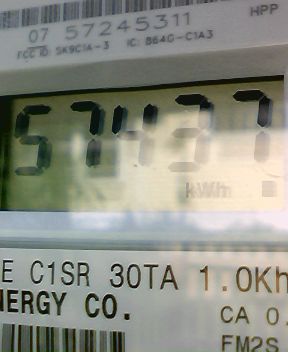 HPP
07 57245311
FCC ID SK9C1A-3 IC: 864G-C1A3
57437
kWh
E C1SR 30TA 1.0Kh
NERGY CO.
CA 0.
FM2S